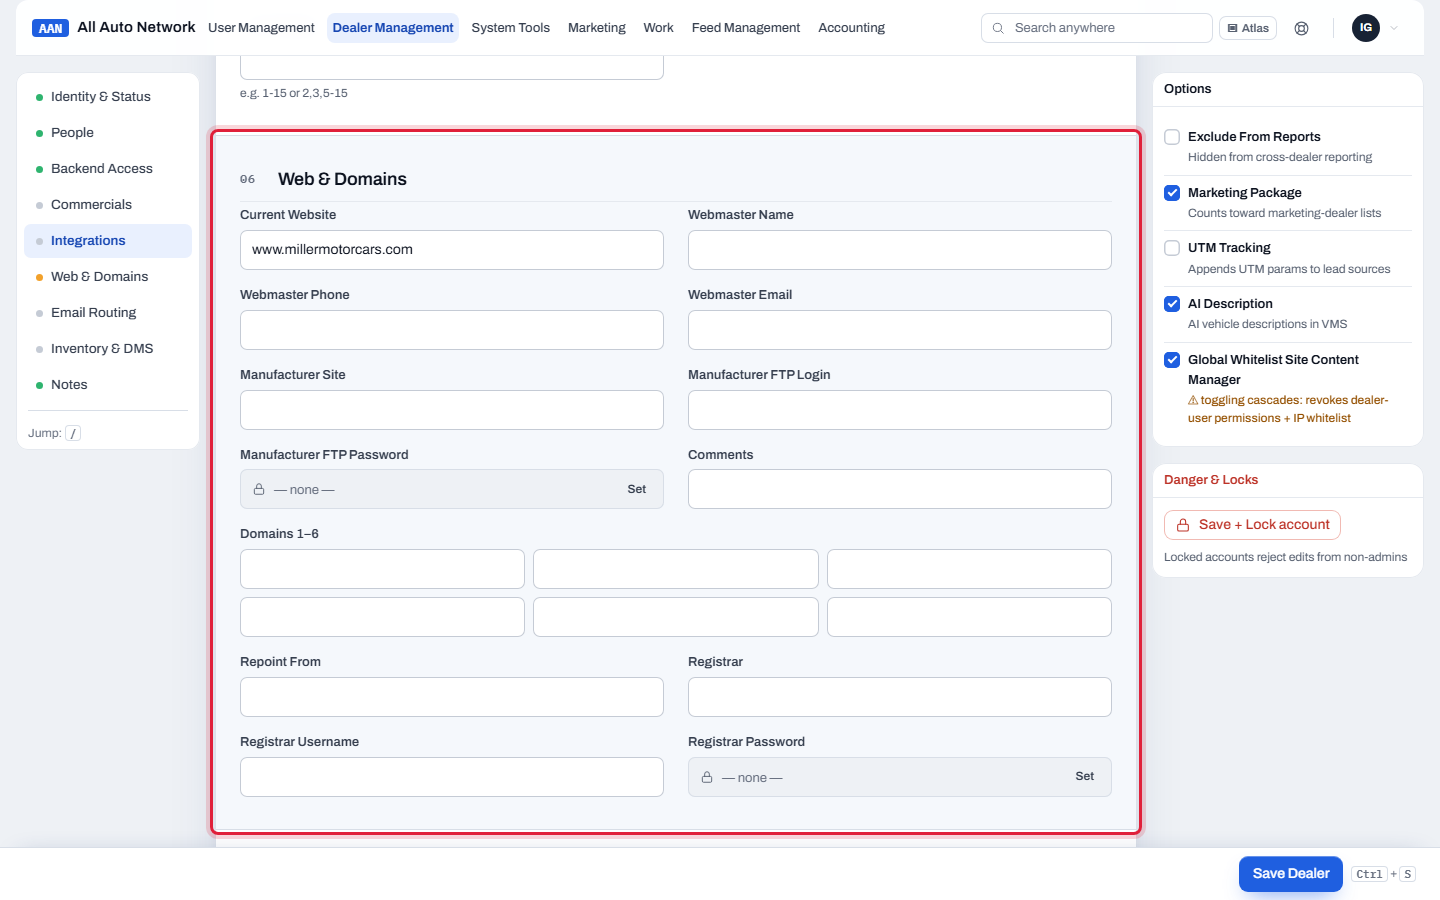 AAN All Auto Network User Management Dealer Management System Tools Marketing Work Feed Management Accounting Search anywhere Atlas IG
Identity & Status
People
Backend Access
Commercials
Integrations
Web & Domains
Email Routing
Inventory & DMS
Notes
Jump: /
e.g. 1-15 or 2,3,5-15
06 Web & Domains
Current Website Webmaster Name
www.millermotorcars.com
Webmaster Phone Webmaster Email
Manufacturer Site Manufacturer FTP Login
Manufacturer FTP Password Comments
— none — Set
Domains 1–6
Repoint From Registrar
Registrar Username Registrar Password
— none — Set
Options
Exclude From Reports
Hidden from cross-dealer reporting
Marketing Package
Counts toward marketing-dealer lists
UTM Tracking
Appends UTM params to lead sources
AI Description
AI vehicle descriptions in VMS
Global Whitelist Site Content
Manager
⚠ toggling cascades: revokes dealer-
user permissions + IP whitelist
Danger & Locks
Save + Lock account
Locked accounts reject edits from non-admins
Save Dealer Ctrl + S